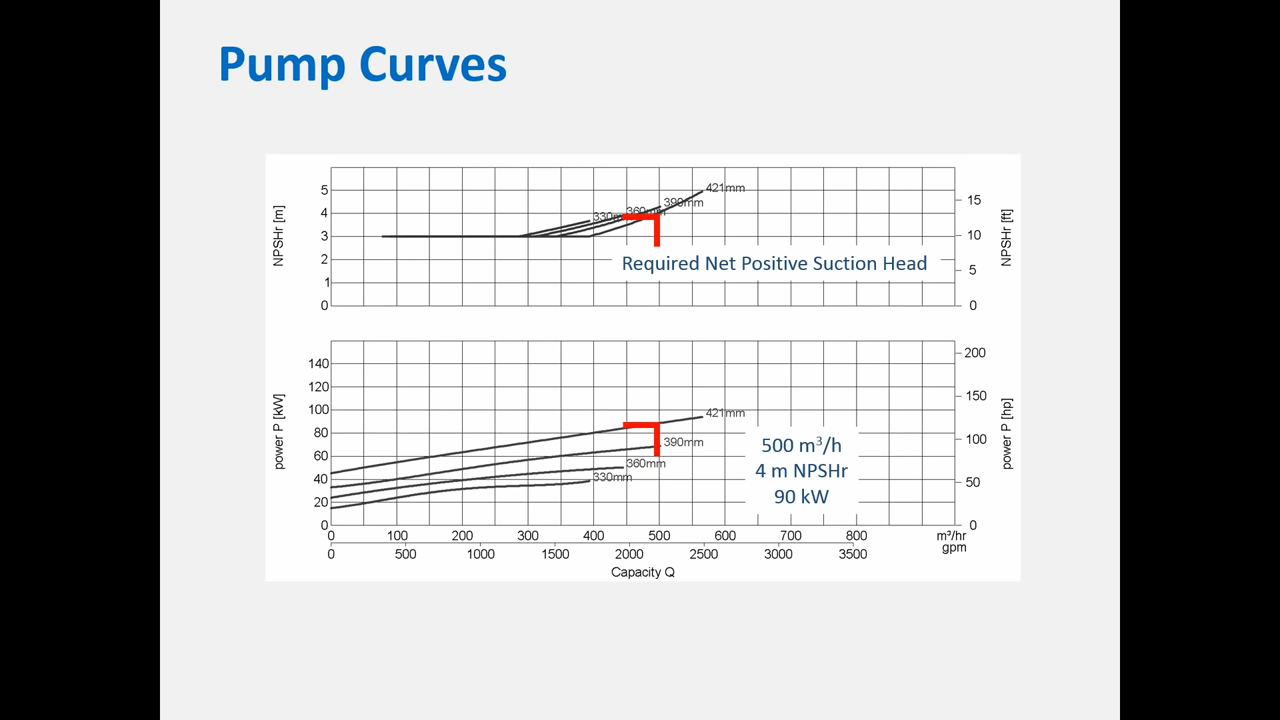 Pump Curves
421mm
390mm
360mm
330mm
5
4
3
2
1
0
NPSHr [m]
15
10
5
0
NPSHr [ft]
Required Net Positive Suction Head
140
120
100
80
60
40
20
0
power P [kW]
200
150
100
50
0
power P [hp]
421mm
390mm
360mm
330mm
500 m³/h
4 m NPSHr
90 kW
0 100 200 300 400 500 600 700 800 m³/hr
0 500 1000 1500 2000 2500 3000 3500 gpm
Capacity Q